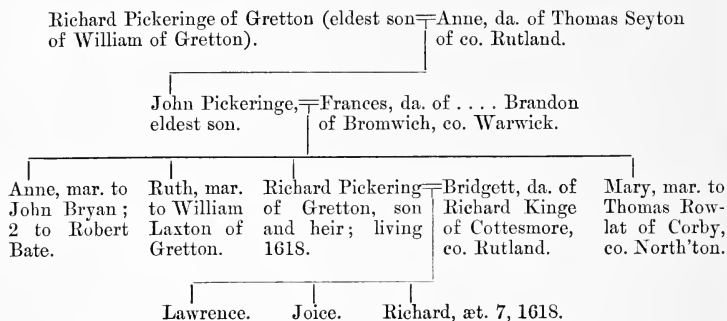 Richard Pickeringe of Gretton (eldest son of William of Gretton).
Anne, da. of Thomas Seyton of co. Rutland.
John Pickeringe, eldest son.
Frances, da. of . . . . Brandon of Bromwich, co. Warwick.
Anne, mar. to John Bryan ; 2 to Robert Bate.
Ruth, mar. to William Laxton of Gretton.
Richard Pickering of Gretton, son and heir ; living 1618.
Bridgett, da. of Richard Kinge of Cottesmore, co. Rutland.
Mary, mar. to Thomas Row-lat of Corby, co. North'ton.
Lawrence.
Joice.
Richard, æt. 7, 1618.